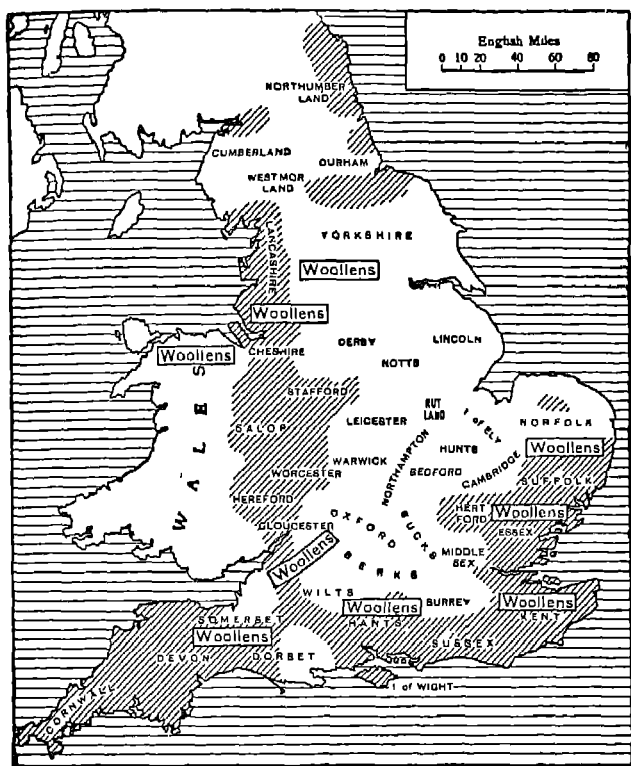 English Miles
0 10 20 40 60 80
NORTHUMBER
LAND
CUMBERLAND
DURHAM
WESTMOR
LAND
YORKSHIRE
LANCASHIRE
Woollens
Woollens
Woollens
CHESHIRE
DERBY
LINCOLN
NOTTS
STAFFORD
RUT
LAND
LEICESTER
I of ELY
NORFOLK
SALOP
WALES
NORTHAMPTON
HUNTS
Woollens
WARWICK
BEDFORD
CAMBRIDGE
SUFFOLK
WORCESTER
HEREFORD
HERT
FORD
Woollens
ESSEX
GLOUCESTER
OXFORD
BUCKS
MIDDLE
SEX
Woollens
BERKS
WILTS
Woollens
SURREY
Woollens
KENT
SOMERSET
Woollens
HANTS
SUSSEX
DEVON
DORSET
I of WIGHT
CORNWALL